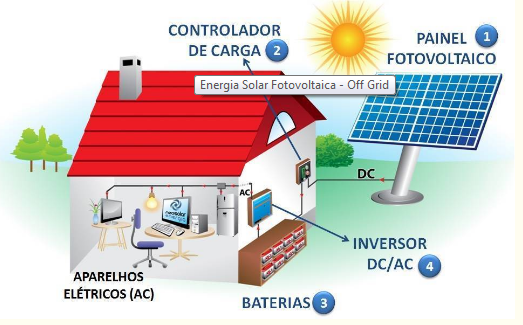 CONTROLADOR
DE CARGA 2
PAINEL 1
FOTOVOLTAICO
Energia Solar Fotovoltaica - Off Grid
DC
AC
INVERSOR
DC/AC 4
APARELHOS
ELÉTRICOS (AC)
BATERIAS 3